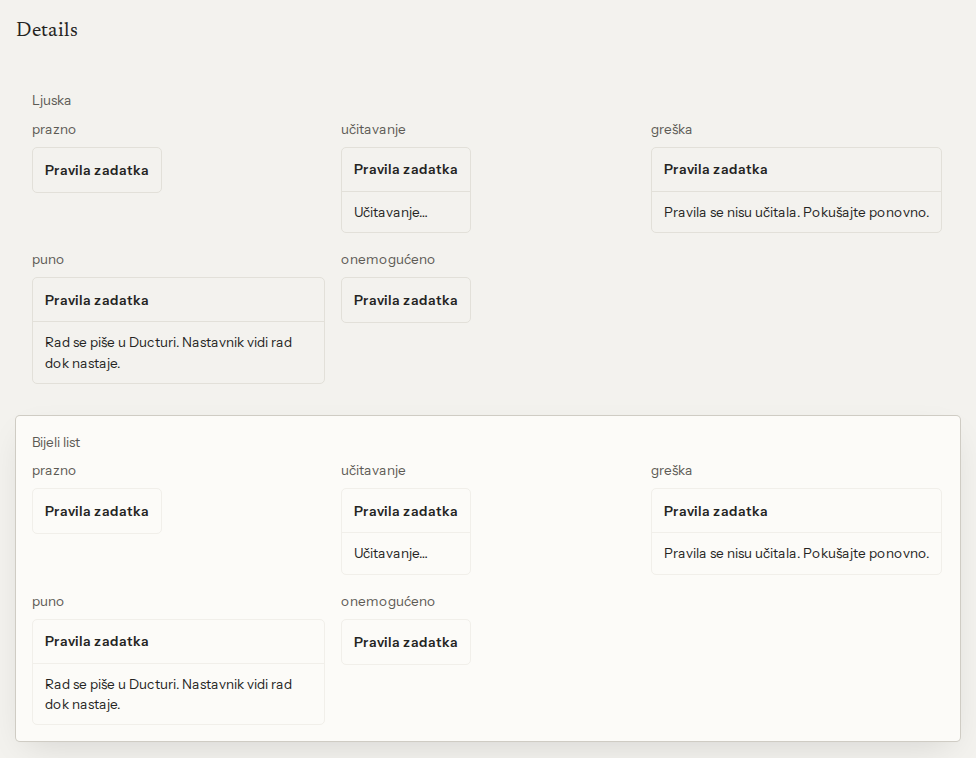 Details
Ljuska
prazno
učitavanje
greška
Pravila zadatka
Pravila zadatka
Pravila zadatka
Učitavanje...
Pravila se nisu učitala. Pokušajte ponovno.
puno
onemogućeno
Pravila zadatka
Pravila zadatka
Rad se piše u Ducturi. Nastavnik vidi rad
dok nastaje.
Bijeli list
prazno
učitavanje
greška
Pravila zadatka
Pravila zadatka
Pravila zadatka
Učitavanje...
Pravila se nisu učitala. Pokušajte ponovno.
puno
onemogućeno
Pravila zadatka
Pravila zadatka
Rad se piše u Ducturi. Nastavnik vidi rad
dok nastaje.